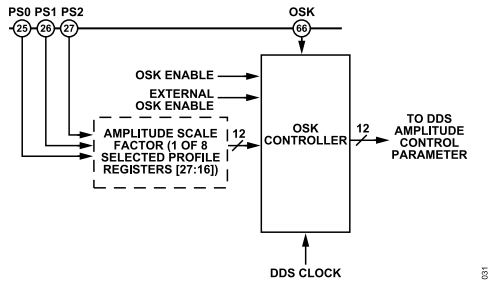 PS0 PS1 PS2
OSK
25 26 27
66
OSK ENABLE
EXTERNAL
OSK ENABLE
AMPLITUDE SCALE
FACTOR (1 OF 8
SELECTED PROFILE
REGISTERS [27:16])
12
OSK
CONTROLLER
12
TO DDS
AMPLITUDE
CONTROL
PARAMETER
DDS CLOCK
031